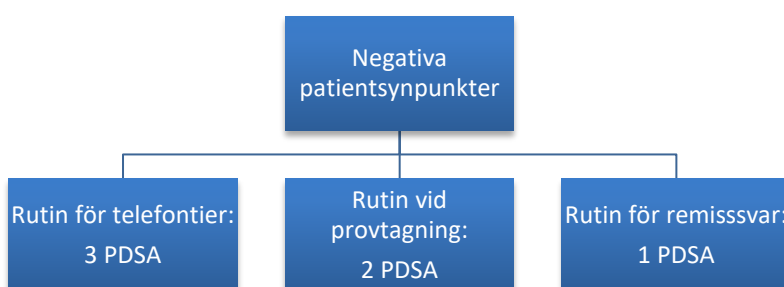 Negativa
patientsynpunkter
Rutin för telefontier:
3 PDSA
Rutin vid
provtagning:
2 PDSA
Rutin för remisssvar:
1 PDSA